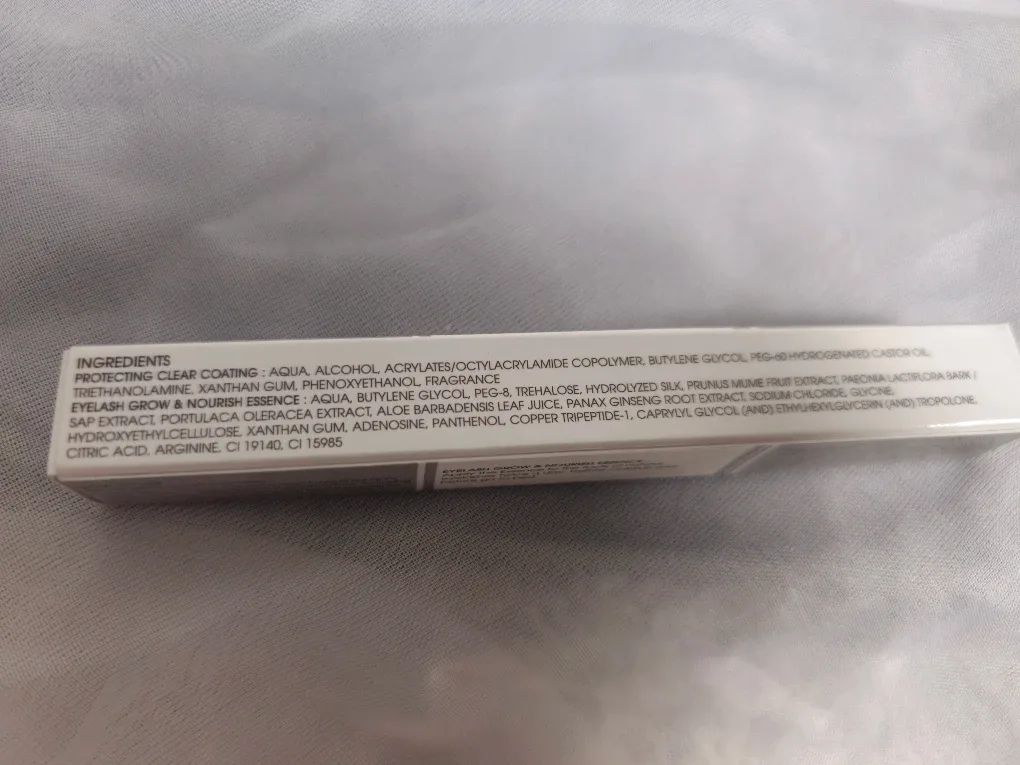 INGREDIENTS
PROTECTING CLEAR COATING : AQUA, ALCOHOL, ACRYLATES/OCTYLACRYLAMIDE COPOLYMER, BUTYLENE GLYCOL, PEG-60 HYDROGENATED CASTOR OIL,
TRIETHANOLAMINE, XANTHAN GUM, PHENOXYETHANOL, FRAGRANCE
EYELASH GROW & NOURISH ESSENCE : AQUA, BUTYLENE GLYCOL, PEG-8, TREHALOSE, HYDROLYZED SILK, PRUNUS MUME FRUIT EXTRACT, PAEONIA LACTIFLORA BARK /
SAP EXTRACT, PORTULACA OLERACEA EXTRACT, ALOE BARBADENSIS LEAF JUICE, PANAX GINSENG ROOT EXTRACT, SODIUM CHLORIDE, GLYCINE,
HYDROXYETHYLCELLULOSE, XANTHAN GUM, ADENOSINE, PANTHENOL, COPPER TRIPEPTIDE-1, CAPRYLYL GLYCOL (AND) ETHYLHEXYLGLYCERIN (AND) TROPOLONE,
CITRIC ACID, ARGININE, CI 19140, CI 15985
EYELASH GROW & NOURISH ESSENCE